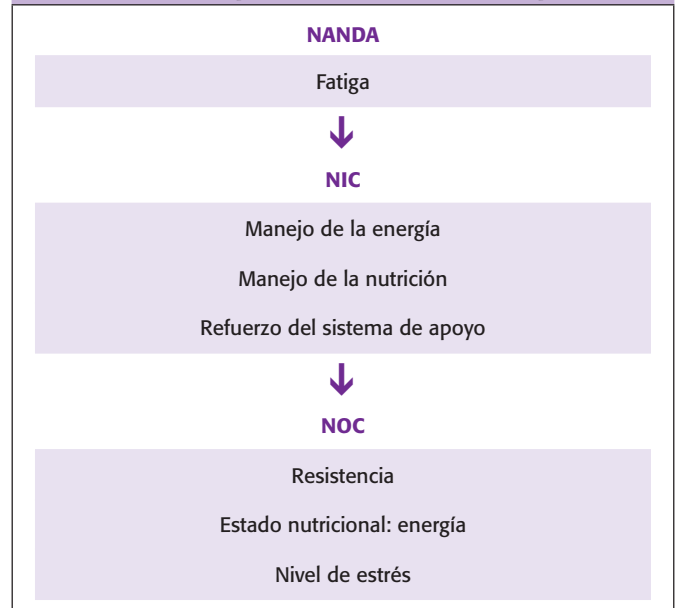 NANDA
Fatiga
NIC
Manejo de la energía
Manejo de la nutrición
Refuerzo del sistema de apoyo
NOC
Resistencia
Estado nutricional: energía
Nivel de estrés